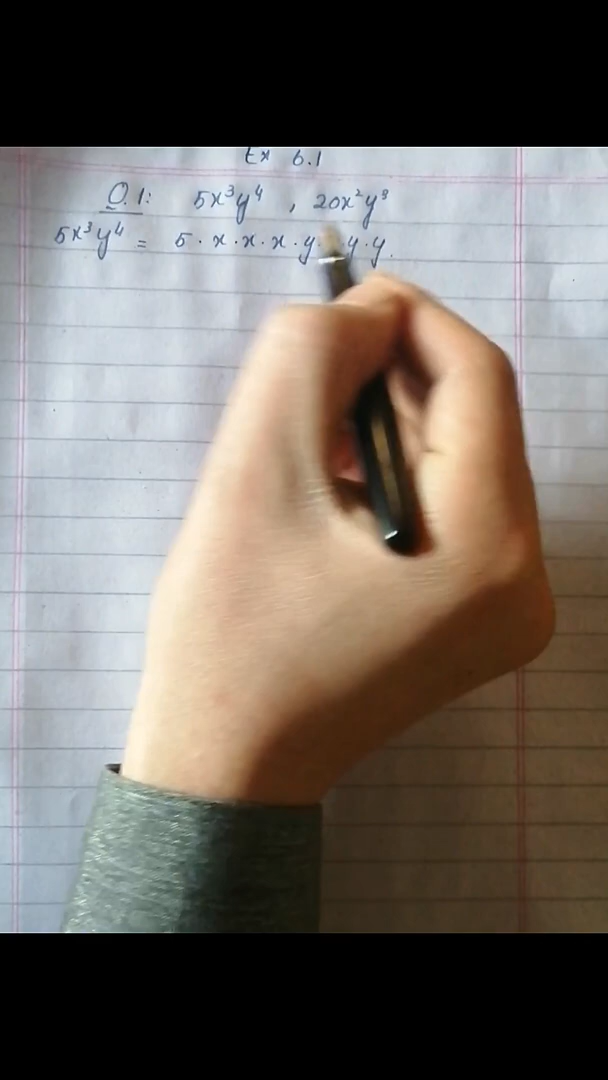 Ex 6.1
Q.1: 5x³y⁴ , 20x²y³
5x³y⁴ = 5 · x · x · x · y · y · y